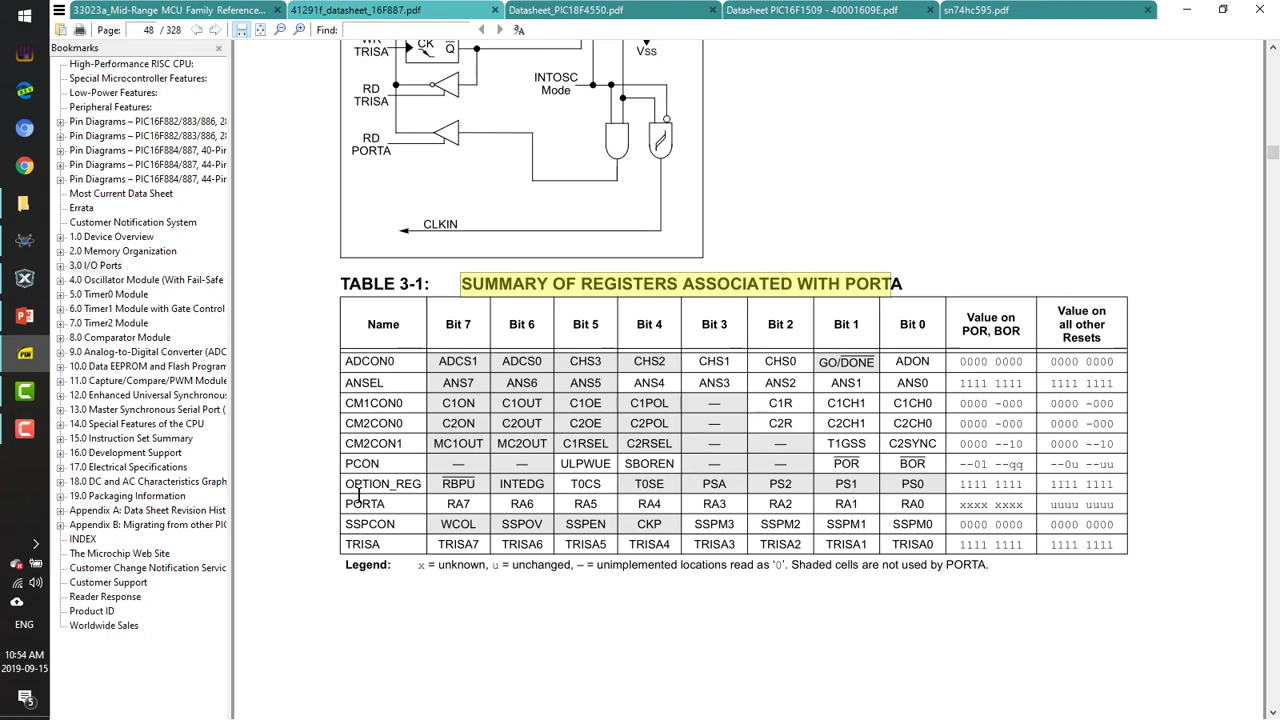 33023a_Mid-Range MCU Family Reference...
41291f_datasheet_16F887.pdf
Datasheet_PIC18F4550.pdf
Datasheet PIC16F1509 - 40001609E.pdf
sn74hc595.pdf
Page: 48 / 328
Find:
Bookmarks
High-Performance RISC CPU:
Special Microcontroller Features:
Low-Power Features:
Peripheral Features:
Pin Diagrams – PIC16F882/883/886, 28
Pin Diagrams – PIC16F882/883/886, 28
Pin Diagrams – PIC16F884/887, 40-Pin
Pin Diagrams – PIC16F884/887, 44-Pin
Pin Diagrams – PIC16F884/887, 44-Pin
Most Current Data Sheet
Errata
Customer Notification System
1.0 Device Overview
2.0 Memory Organization
3.0 I/O Ports
4.0 Oscillator Module (With Fail-Safe
5.0 Timer0 Module
6.0 Timer1 Module with Gate Control
7.0 Timer2 Module
8.0 Comparator Module
9.0 Analog-to-Digital Converter (ADC
10.0 Data EEPROM and Flash Program
11.0 Capture/Compare/PWM Module
12.0 Enhanced Universal Synchronous
13.0 Master Synchronous Serial Port (
14.0 Special Features of the CPU
15.0 Instruction Set Summary
16.0 Development Support
17.0 Electrical Specifications
18.0 DC and AC Characteristics Graph
19.0 Packaging Information
Appendix A: Data Sheet Revision Hist
Appendix B: Migrating from other PIC
INDEX
The Microchip Web Site
Customer Change Notification Servic
Customer Support
Reader Response
Product ID
Worldwide Sales
ENG
10:54 AM
2019-09-15
5
WR
TRISA
CK
Q
RD
TRISA
RD
PORTA
INTOSC
Mode
VSS
CLKIN
TABLE 3-1: SUMMARY OF REGISTERS ASSOCIATED WITH PORTA
Name Bit 7 Bit 6 Bit 5 Bit 4 Bit 3 Bit 2 Bit 1 Bit 0 Value on POR, BOR Value on all other Resets
ADCON0 ADCS1 ADCS0 CHS3 CHS2 CHS1 CHS0 GO/DONE ADON 0000 0000 0000 0000
ANSEL ANS7 ANS6 ANS5 ANS4 ANS3 ANS2 ANS1 ANS0 1111 1111 1111 1111
CM1CON0 C1ON C1OUT C1OE C1POL — C1R C1CH1 C1CH0 0000 -000 0000 -000
CM2CON0 C2ON C2OUT C2OE C2POL — C2R C2CH1 C2CH0 0000 -000 0000 -000
CM2CON1 MC1OUT MC2OUT C1RSEL C2RSEL — — T1GSS C2SYNC 0000 --10 0000 --10
PCON — — ULPWUE SBOREN — — POR BOR --01 --qq --0u --uu
OPTION_REG RBPU INTEDG T0CS T0SE PSA PS2 PS1 PS0 1111 1111 1111 1111
PORTA RA7 RA6 RA5 RA4 RA3 RA2 RA1 RA0 xxxx xxxx uuuu uuuu
SSPCON WCOL SSPOV SSPEN CKP SSPM3 SSPM2 SSPM1 SSPM0 0000 0000 0000 0000
TRISA TRISA7 TRISA6 TRISA5 TRISA4 TRISA3 TRISA2 TRISA1 TRISA0 1111 1111 1111 1111
Legend: x = unknown, u = unchanged, – = unimplemented locations read as ‘0’. Shaded cells are not used by PORTA.